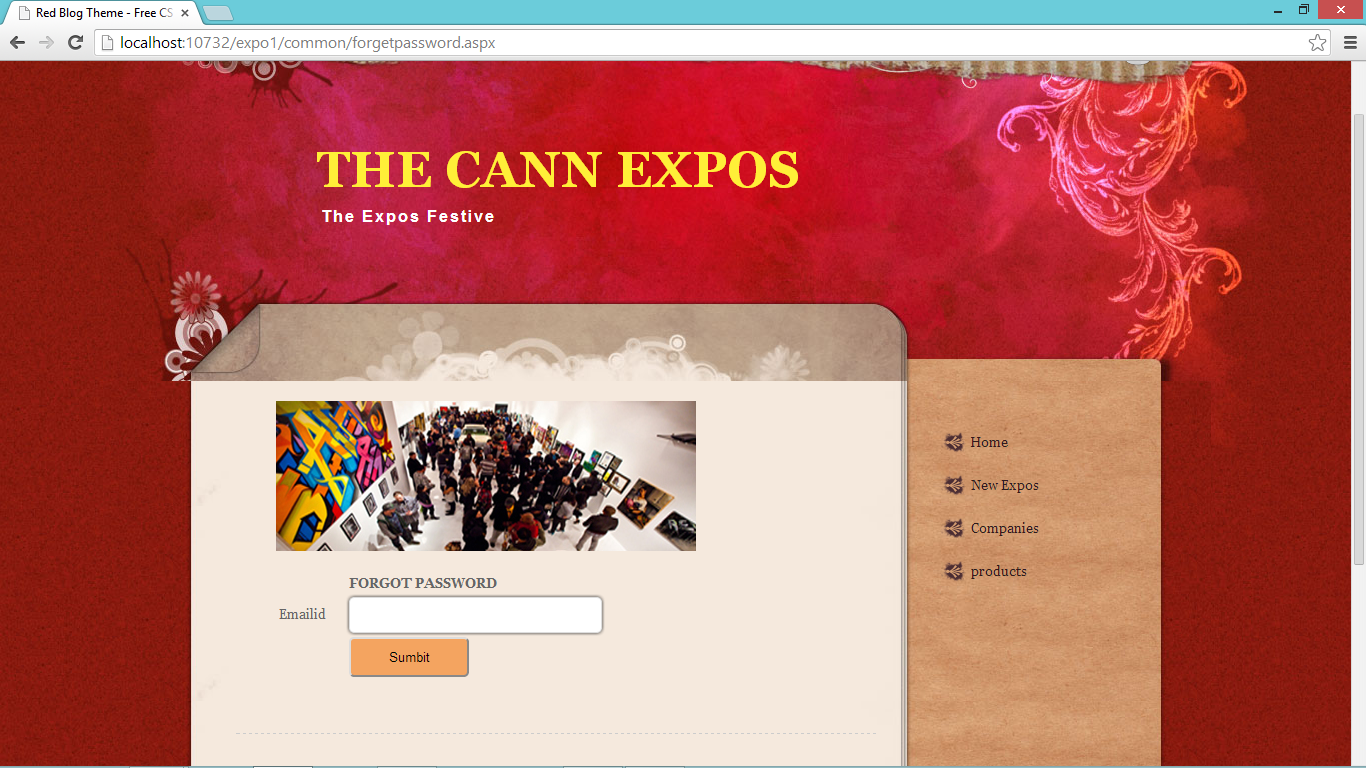 Red Blog Theme - Free CS
localhost:10732/expo1/common/forgetpassword.aspx
THE CANN EXPOS
The Expos Festive
Home
New Expos
Companies
products
FORGOT PASSWORD
Emailid
Sumbit